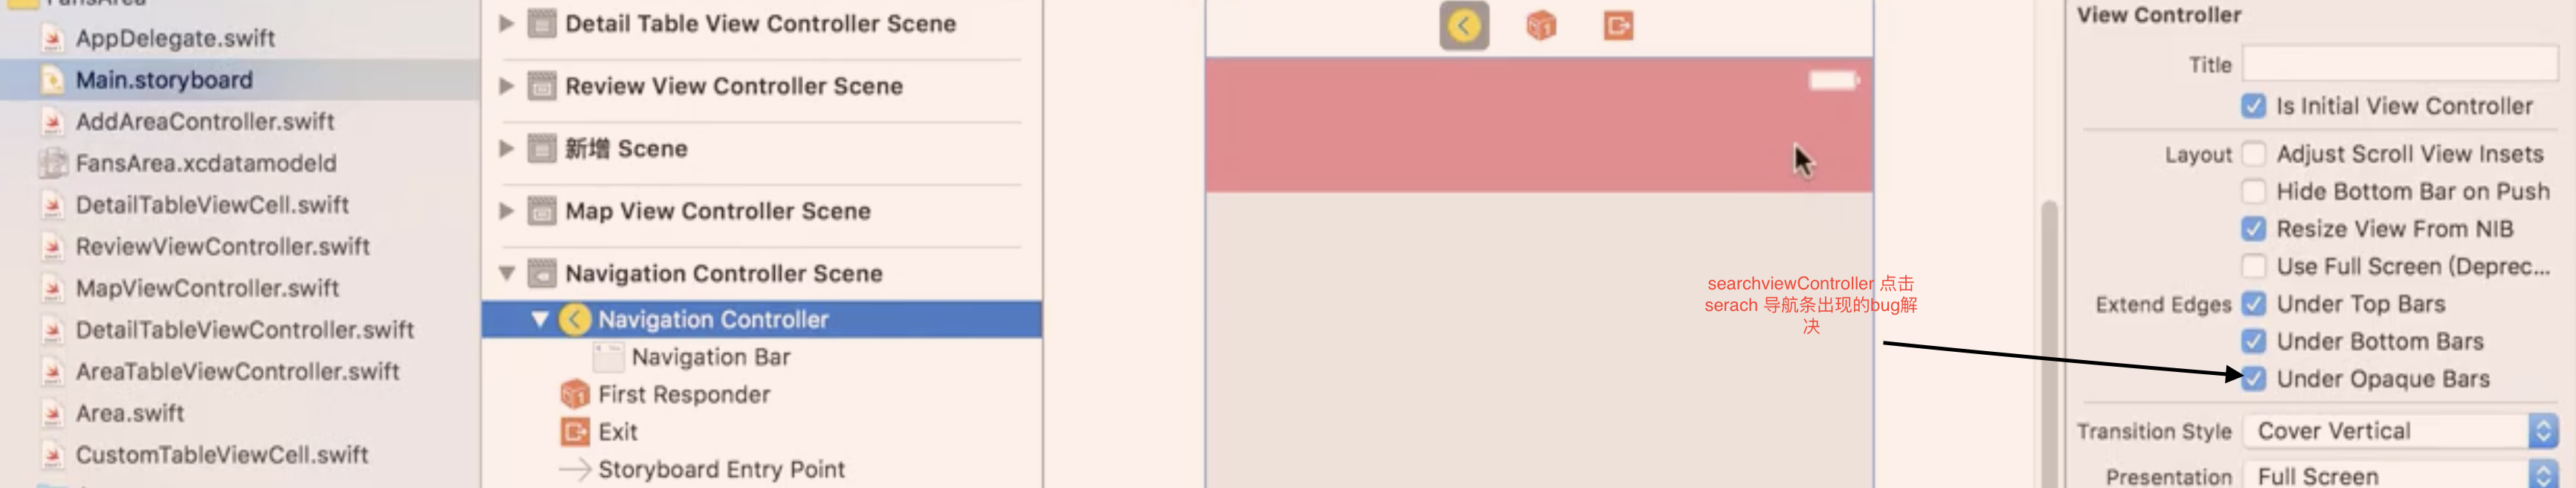 FansArea
AppDelegate.swift
Main.storyboard
AddAreaController.swift
FansArea.xcdatamodeld
DetailTableViewCell.swift
ReviewViewController.swift
MapViewController.swift
DetailTableViewController.swift
AreaTableViewController.swift
Area.swift
CustomTableViewCell.swift
Detail Table View Controller Scene
Review View Controller Scene
新增 Scene
Map View Controller Scene
Navigation Controller Scene
Navigation Controller
Navigation Bar
First Responder
Exit
Storyboard Entry Point
searchviewController 点击
serach 导航条出现的bug解
决
View Controller
Title
Is Initial View Controller
Layout Adjust Scroll View Insets
Hide Bottom Bar on Push
Resize View From NIB
Use Full Screen (Deprec...
Extend Edges Under Top Bars
Under Bottom Bars
Under Opaque Bars
Transition Style Cover Vertical
Presentation Full Screen